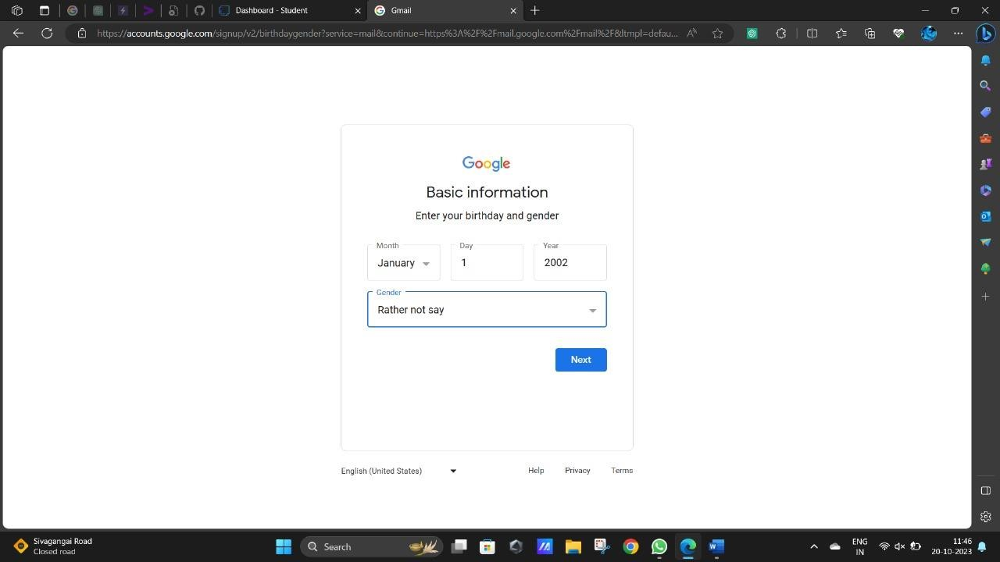 Dashboard - Student
Gmail
https://accounts.google.com/signup/v2/birthdaygender?service=mail&continue=https%3A%2F%2Fmail.google.com%2Fmail%2F&ltmpl=defau...
Google
Basic information
Enter your birthday and gender
Month
Day
Year
January
1
2002
Gender
Rather not say
Next
English (United States)
Help
Privacy
Terms
Sivagangai Road
Closed road
Search
ENG
IN
11:46
20-10-2023